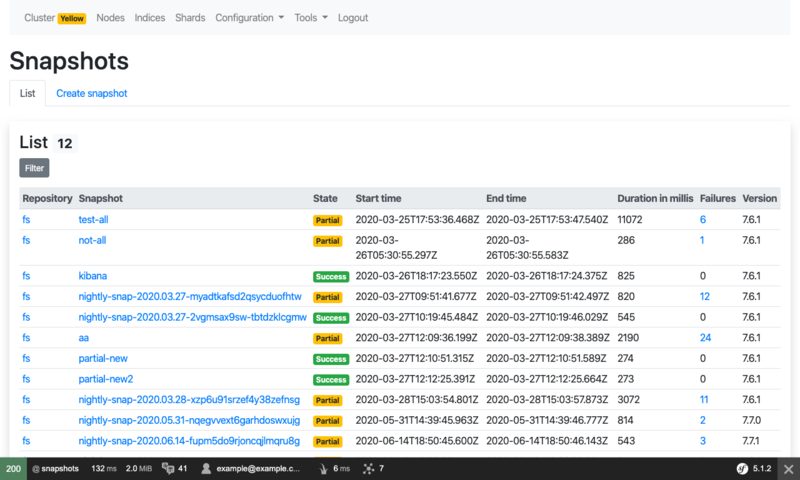 Cluster Yellow Nodes Indices Shards Configuration Tools Logout
Snapshots
List Create snapshot
List 12
Filter
Repository Snapshot State Start time End time Duration in millis Failures Version
fs test-all Partial 2020-03-25T17:53:36.468Z 2020-03-25T17:53:47.540Z 11072 6 7.6.1
fs not-all Partial 2020-03-26T05:30:55.297Z 2020-03-26T05:30:55.583Z 286 1 7.6.1
fs kibana Success 2020-03-26T18:17:23.550Z 2020-03-26T18:17:24.375Z 825 0 7.6.1
fs nightly-snap-2020.03.27-myadtkafsd2qsycduofhtw Partial 2020-03-27T09:51:41.677Z 2020-03-27T09:51:42.497Z 820 12 7.6.1
fs nightly-snap-2020.03.27-2vgmsax9sw-tbtdzklcgmw Success 2020-03-27T10:19:45.484Z 2020-03-27T10:19:46.029Z 545 0 7.6.1
fs aa Partial 2020-03-27T12:09:36.199Z 2020-03-27T12:09:38.389Z 2190 24 7.6.1
fs partial-new Success 2020-03-27T12:10:51.315Z 2020-03-27T12:10:51.589Z 274 0 7.6.1
fs partial-new2 Success 2020-03-27T12:12:25.391Z 2020-03-27T12:12:25.664Z 273 0 7.6.1
fs nightly-snap-2020.03.28-xzp6u91srzef4y38zefnsg Partial 2020-03-28T15:03:54.801Z 2020-03-28T15:03:57.873Z 3072 11 7.6.1
fs nightly-snap-2020.05.31-nqegvvext6garhdoswxujg Partial 2020-05-31T14:39:45.963Z 2020-05-31T14:39:46.777Z 814 2 7.7.0
fs nightly-snap-2020.06.14-fupm5do9rjoncqjlmqru8g Partial 2020-06-14T18:50:45.600Z 2020-06-14T18:50:46.143Z 543 3 7.7.1
200 @ snapshots 132 ms 2.0 MiB 41 example@example.c... 6 ms 7 sf 5.1.2